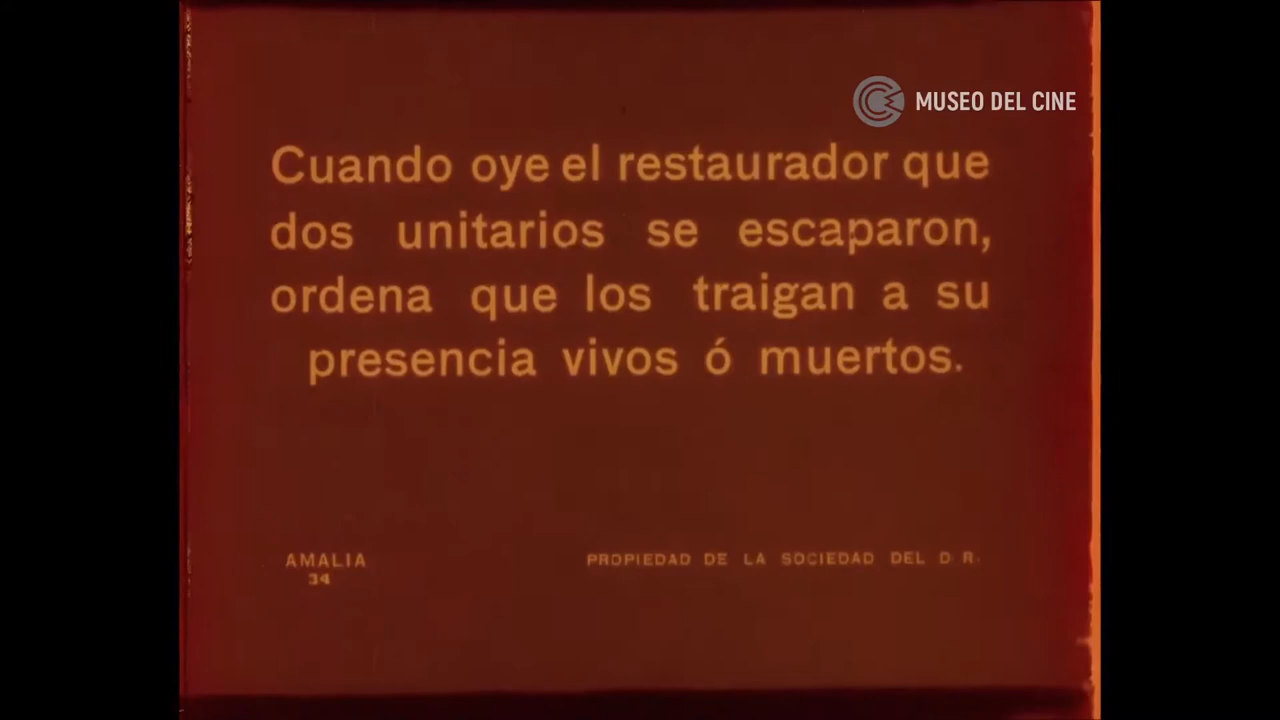 MUSEO DEL CINE
Cuando oye el restaurador que
dos unitarios se escaparon,
ordena que los traigan a su
presencia vivos ó muertos.
AMALIA
34
PROPIEDAD DE LA SOCIEDAD DEL D. R.